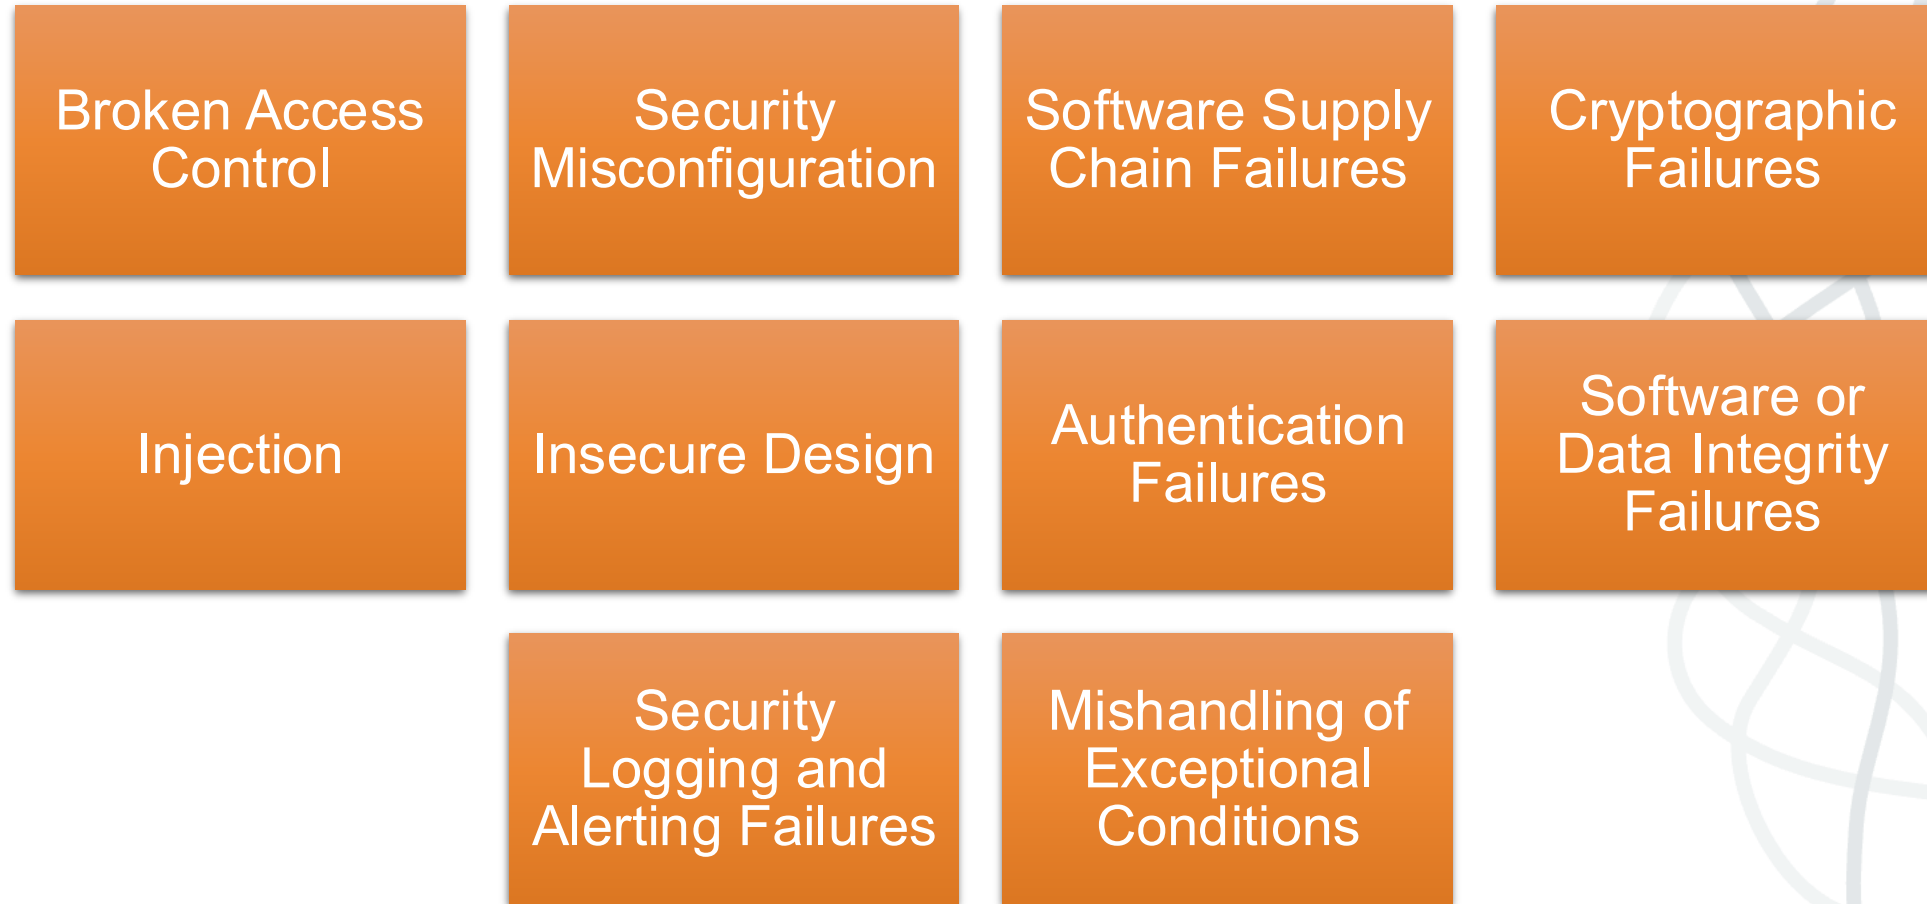 Broken Access
Control
Security
Misconfiguration
Software Supply
Chain Failures
Cryptographic
Failures
Injection
Insecure Design
Authentication
Failures
Software or
Data Integrity
Failures
Security
Logging and
Alerting Failures
Mishandling of
Exceptional
Conditions